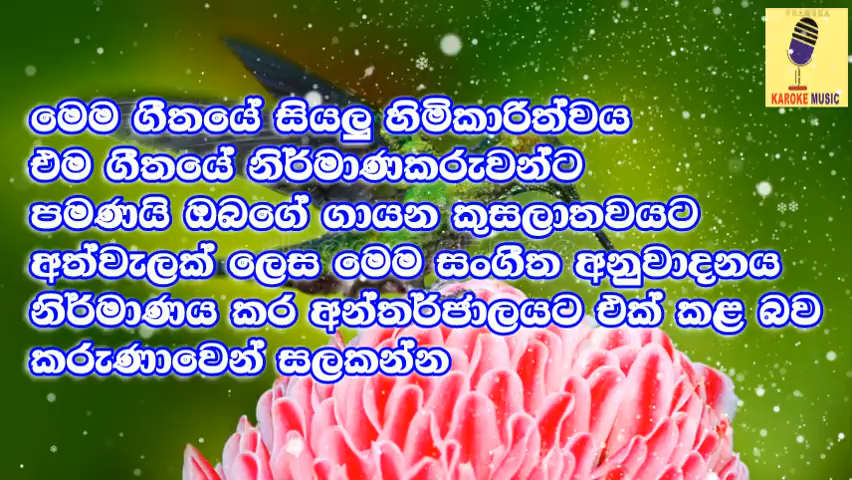 KAROKE MUSIC
මෙම ගීතයේ සියලු හිමිකාරිත්වය
එම ගීතයේ නිර්මාණකරුවන්ට
පමණයි ඔබගේ ගායන කුසලාතවයට
අත්වැලක් ලෙස මෙම සංගීත අනුවාදනය
නිර්මාණය කර අන්තර්ජාලයට එක් කළ බව
කරුණාවෙන් සලකන්න